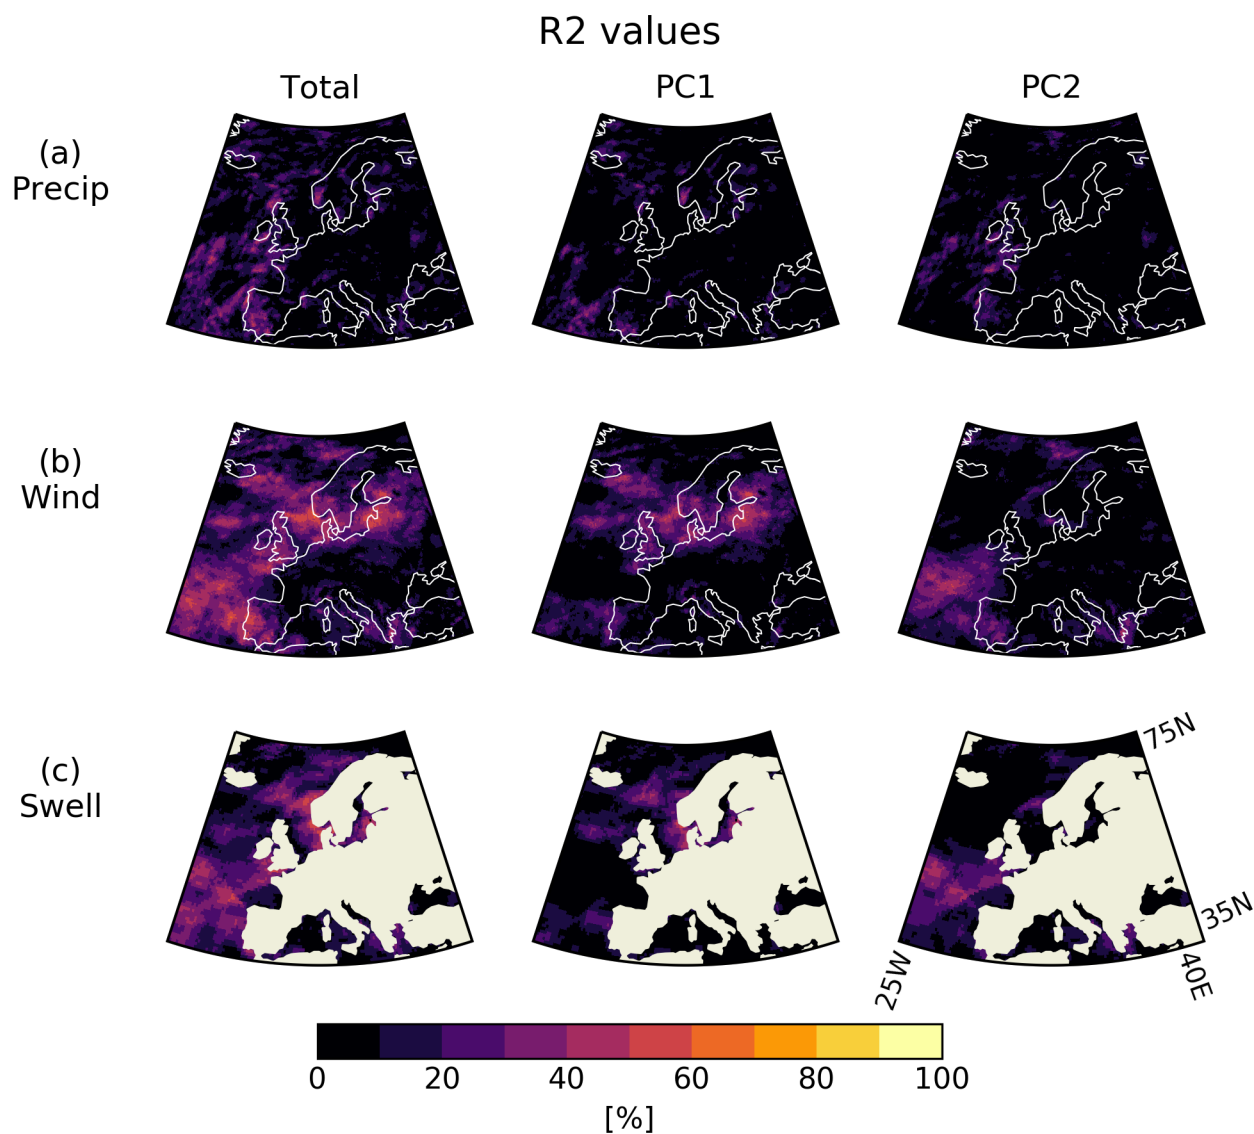 R2 values
Total PC1 PC2
(a)
Precip
(b)
Wind
(c)
Swell
75N
35N
25W
40E
0 20 40 60 80 100
[%]